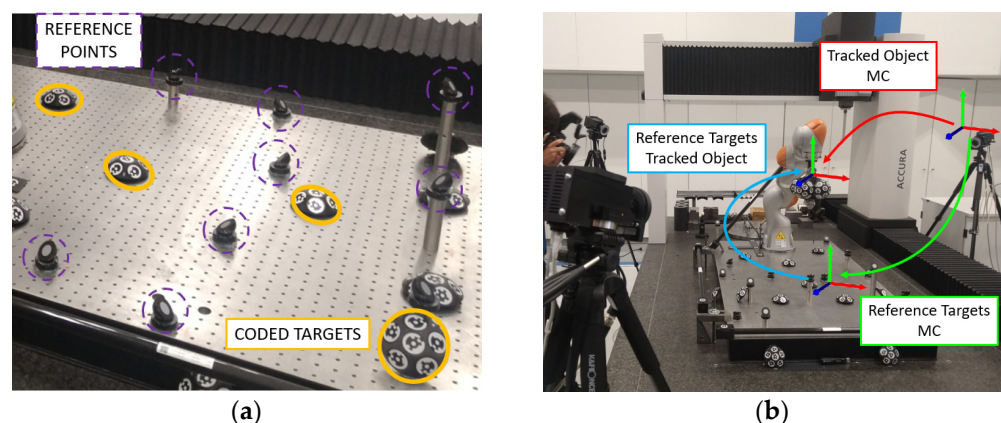 REFERENCE
POINTS
CODED TARGETS
Tracked Object
MC
Reference Targets
Tracked Object
ACCURA
Reference Targets
MC
(a)
(b)